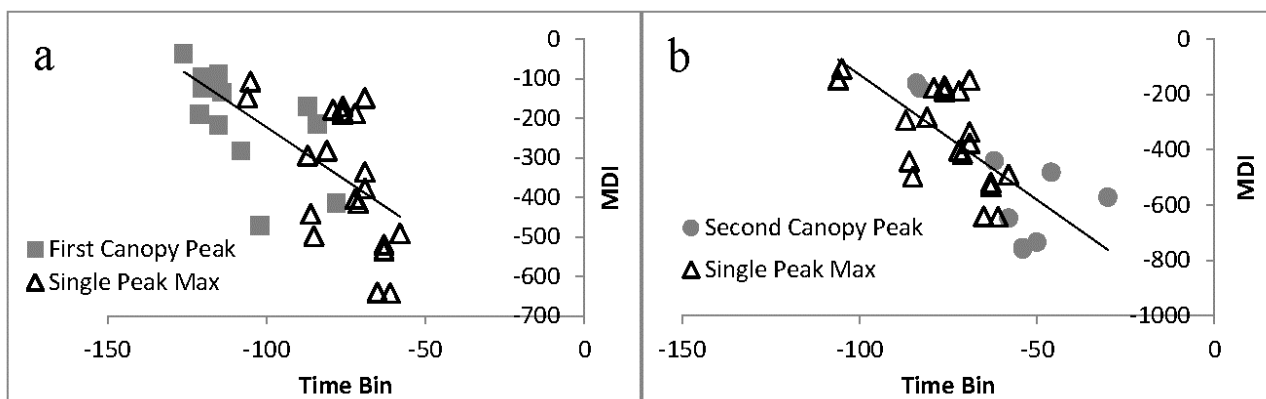 a
0
-100
-200
-300
-400
-500
-600
-700
MDI
First Canopy Peak
Single Peak Max
-150
-100
-50
0
Time Bin
b
0
-200
-400
-600
-800
-1000
MDI
Second Canopy Peak
Single Peak Max
-150
-100
-50
0
Time Bin